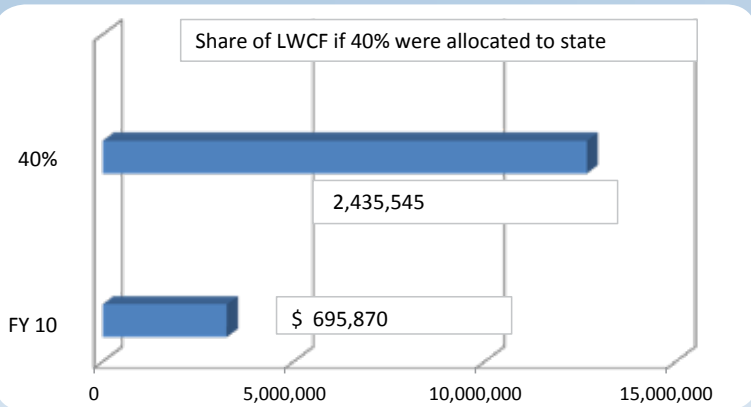 Share of LWCF if 40% were allocated to state
40%
2,435,545
FY 10
$ 695,870
0 5,000,000 10,000,000 15,000,000